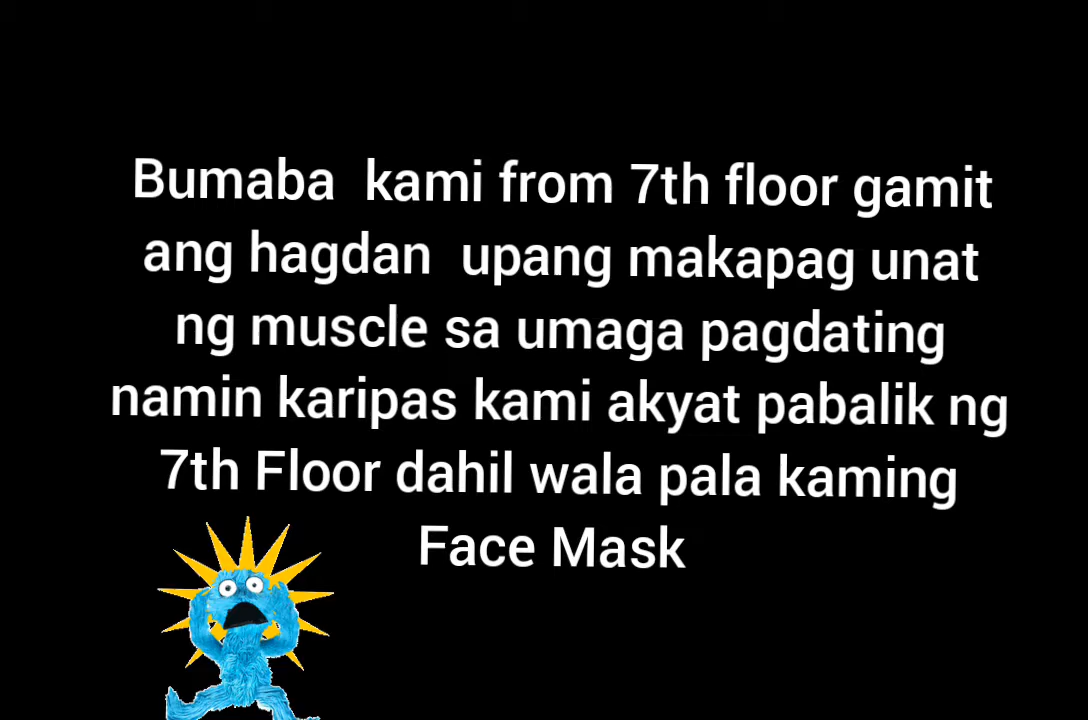 Bumaba kami from 7th floor gamit
ang hagdan upang makapag unat
ng muscle sa umaga pagdating
namin karipas kami akyat pabalik ng
7th Floor dahil wala pala kaming
Face Mask